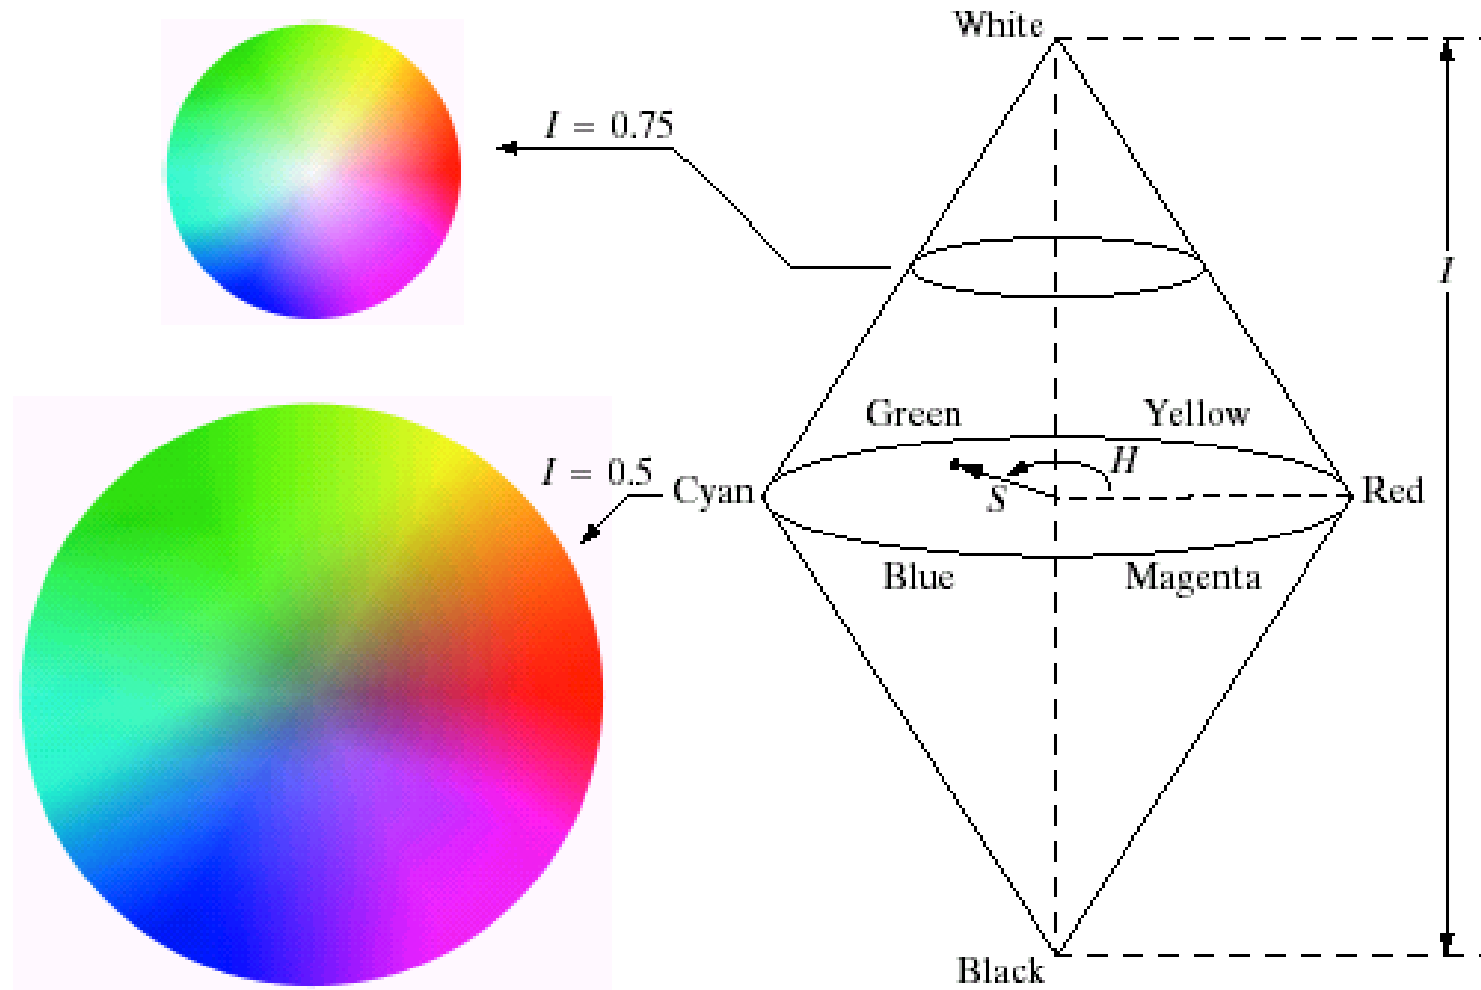 White
I = 0.75
I
Green Yellow
H
I = 0.5
Cyan S Red
Blue Magenta
Black